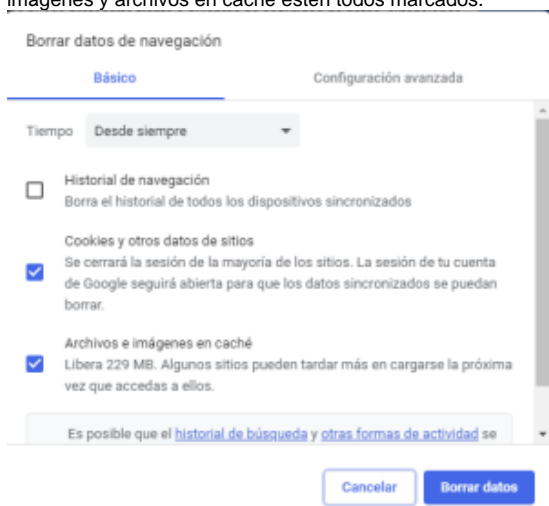 imágenes y archivos en caché estén todos marcados.
Borrar datos de navegación
Básico
Configuración avanzada
Tiempo Desde siempre
Historial de navegación
Borra el historial de todos los dispositivos sincronizados
Cookies y otros datos de sitios
Se cerrará la sesión de la mayoría de los sitios. La sesión de tu cuenta
de Google seguirá abierta para que los datos sincronizados se puedan
borrar.
Archivos e imágenes en caché
Libera 229 MB. Algunos sitios pueden tardar más en cargarse la próxima
vez que accedas a ellos.
Es posible que el historial de búsqueda y otras formas de actividad se
Cancelar
Borrar datos